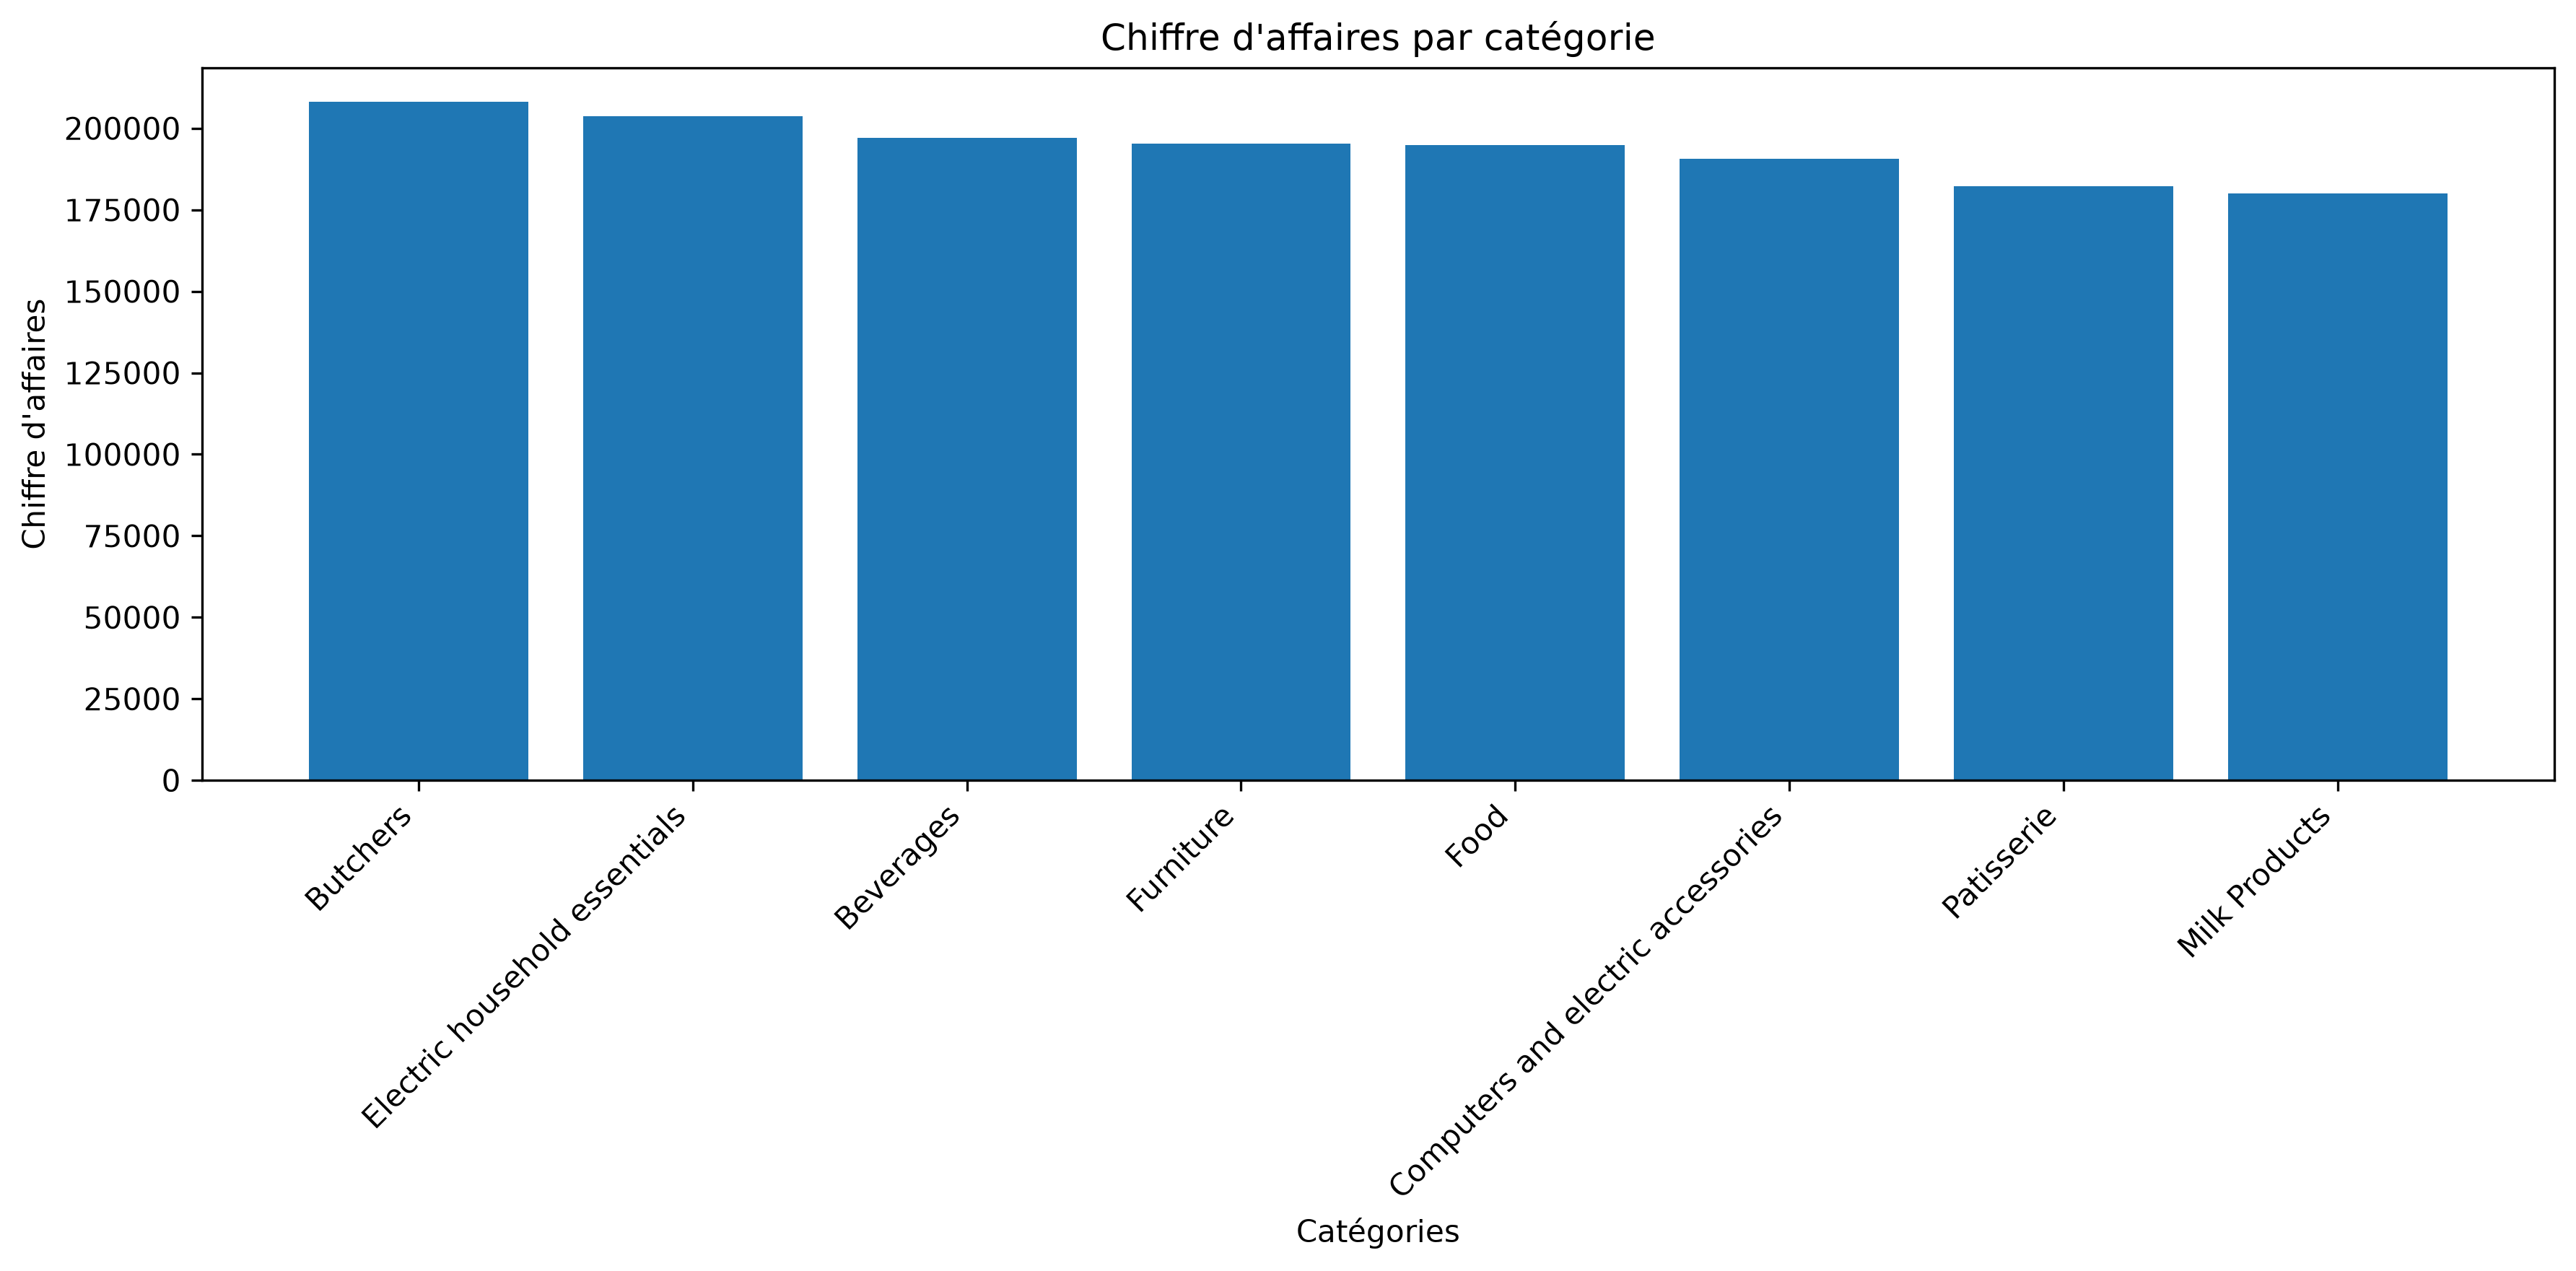 Chiffre d'affaires par catégorie
Chiffre d'affaires
200000
175000
150000
125000
100000
75000
50000
25000
0
Butchers
Electric household essentials
Beverages
Furniture
Food
Computers and electric accessories
Patisserie
Milk Products
Catégories